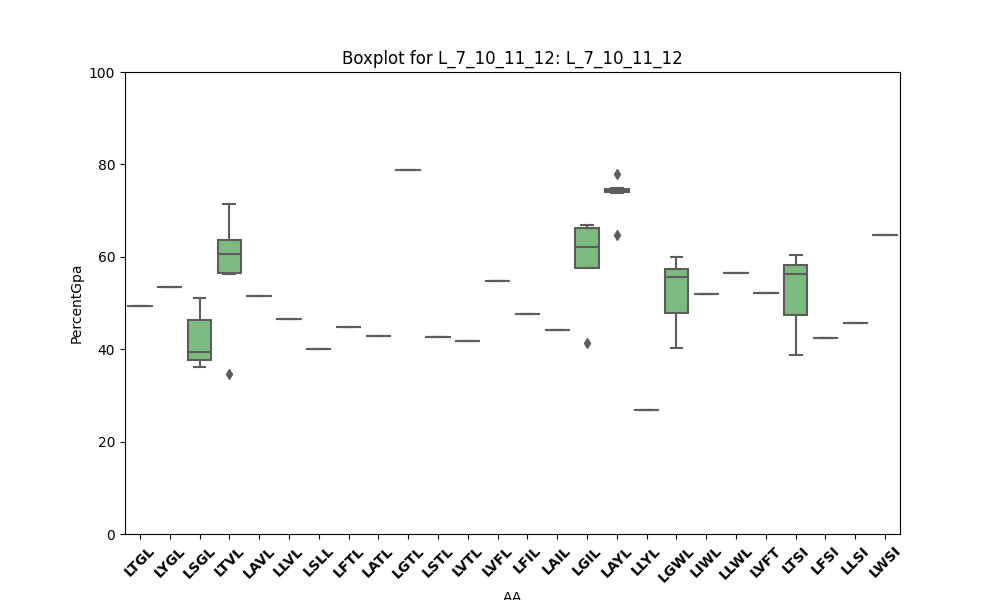 Boxplot for L_7_10_11_12: L_7_10_11_12
100
80
60
40
20
0
PercentGpa
LTGL LYGL LSGL LTVL LAVL LLVL LSLL LFTL LATL LGTL LSTL LVTL LVFL LFIL LAIL LGIL LAYL LLYL LGWL LIWL LLWL LVFT LTSI LFSI LLSI LWSI
AA